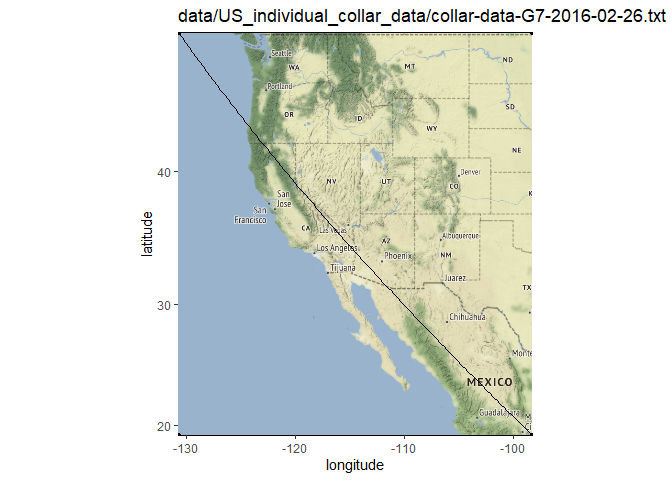 data/US_individual_collar_data/collar-data-G7-2016-02-26.txt
Seattle
WA
MT
ND
Portland
OR
ID
SD
WY
NE
40
NV
UT
Denver
CO
San
Jose
San
Francisco
CA
Las Vegas
Albuquerque
Los Angeles
AZ
Phoenix
NM
Tijuana
Juarez
TX
30
Chihuahua
Monte
MEXICO
Guadalajara
20
-130
-120
-110
-100
latitude
longitude